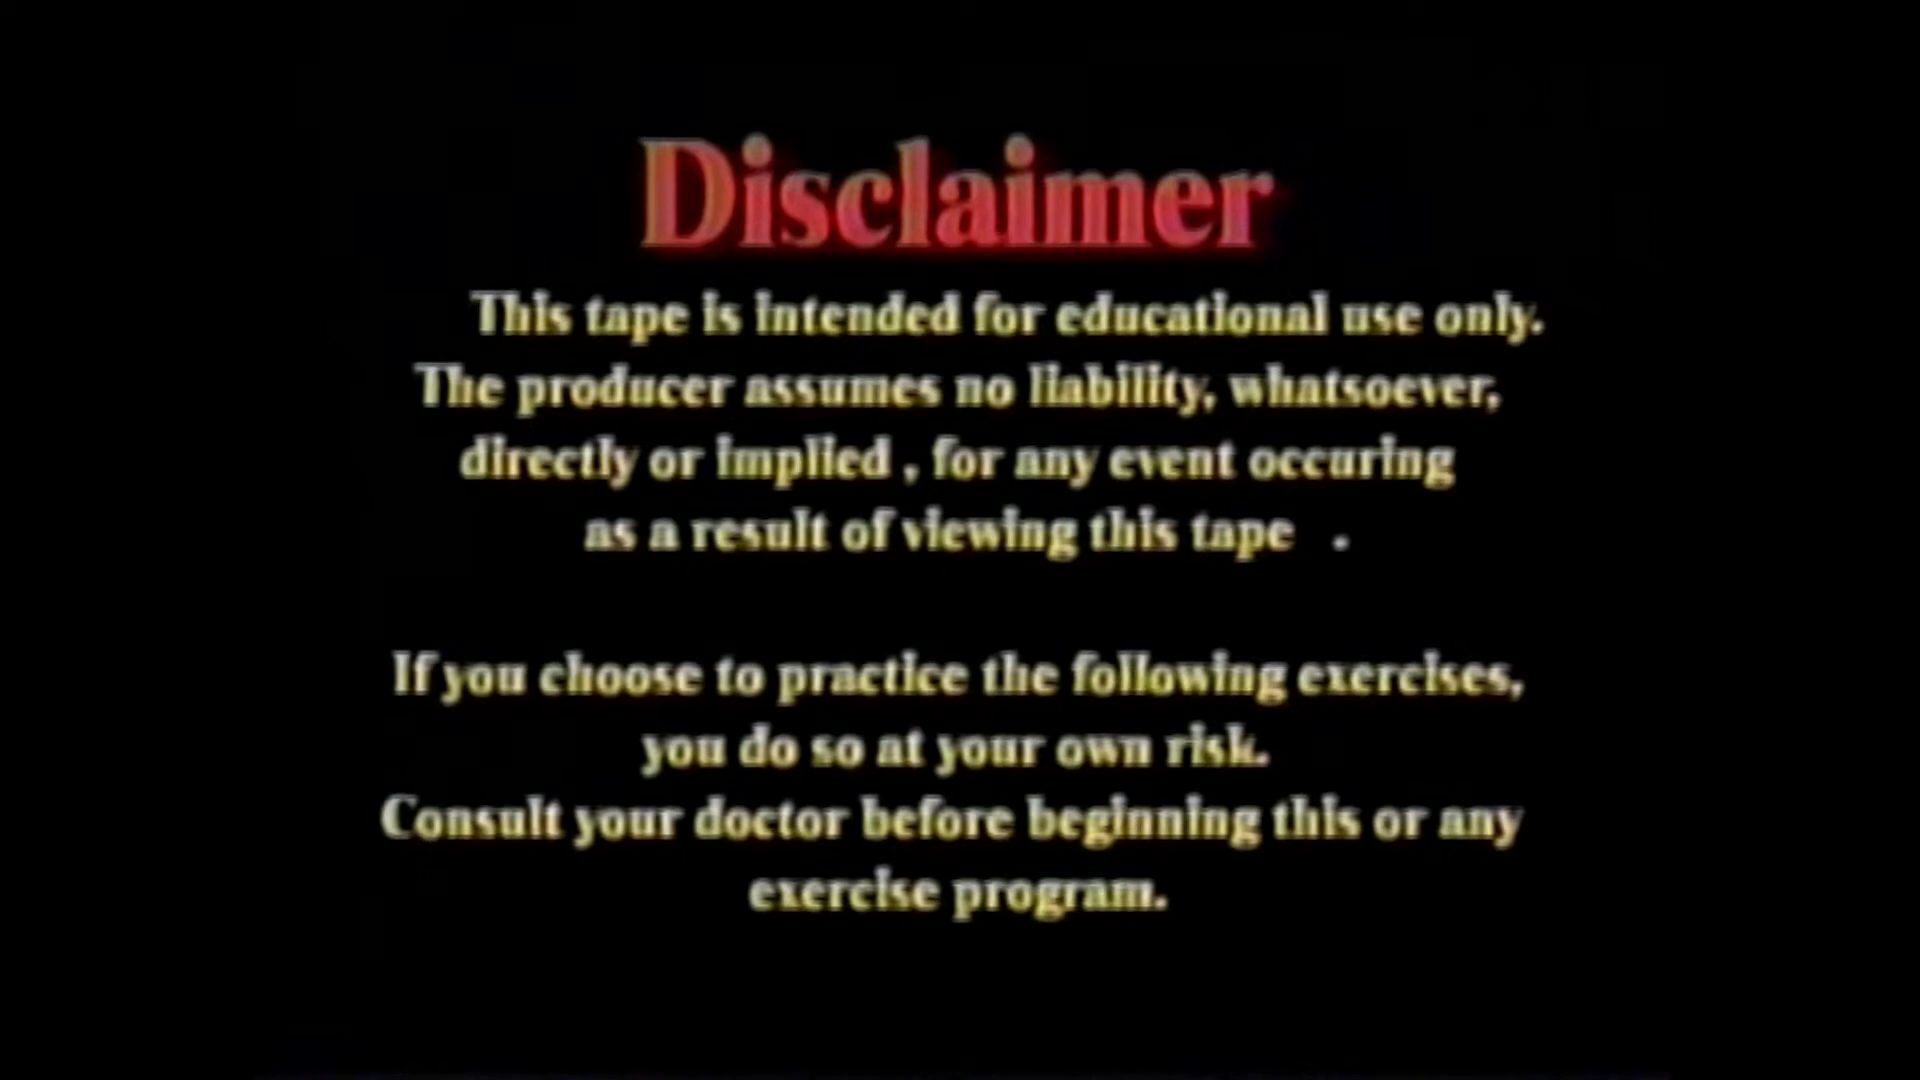 Disclaimer
This tape is intended for educational use only.
The producer assumes no liability, whatsoever,
directly or implied , for any event occuring
as a result of viewing this tape .
If you choose to practice the following exercises,
you do so at your own risk.
Consult your doctor before beginning this or any
exercise program.